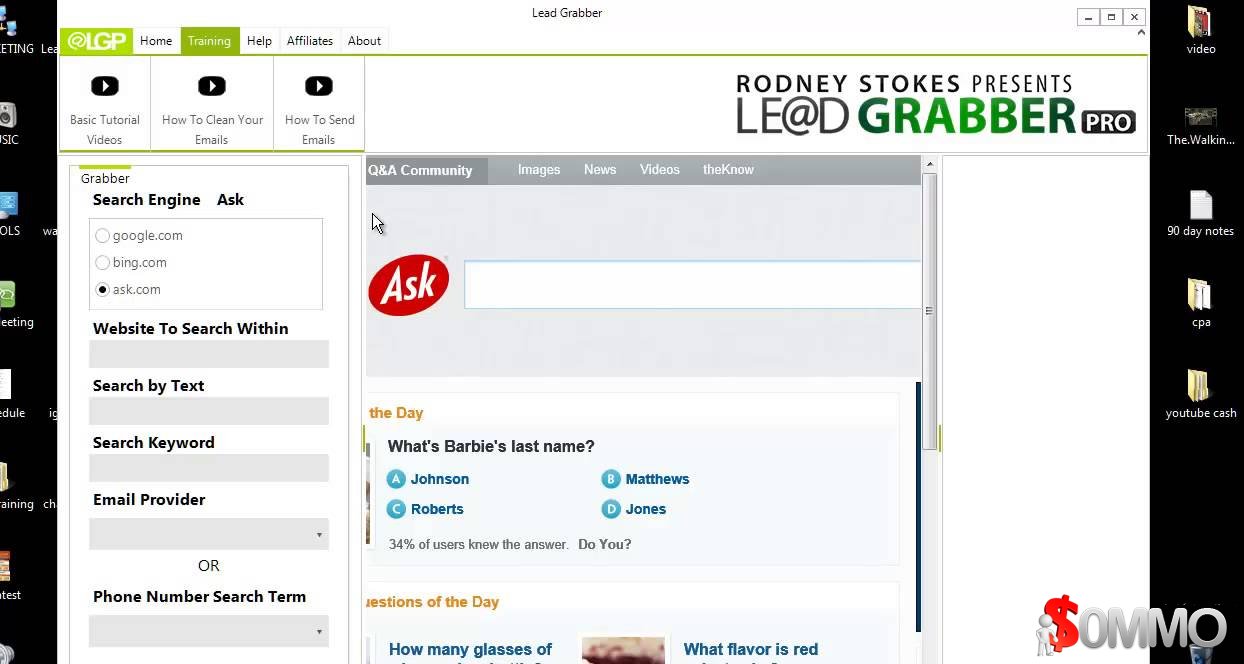 Lead Grabber
@LGP
Home
Training
Help
Affiliates
About
Basic Tutorial
Videos
How To Clean Your
Emails
How To Send
Emails
RODNEY STOKES PRESENTS
LE@D GRABBER PRO
Grabber
Search Engine Ask
google.com
bing.com
ask.com
Website To Search Within
Search by Text
Search Keyword
Email Provider
OR
Phone Number Search Term
Q&A Community
Images
News
Videos
theKnow
Ask
the Day
What's Barbie's last name?
A Johnson
B Matthews
C Roberts
D Jones
34% of users knew the answer. Do You?
uestions of the Day
How many glasses of
What flavor is red
EETING
Lea
USIC
OLS
wa
eeting
edule
ig
raining
ch
test
video
The.Walkin...
90 day notes
cpa
youtube cash
$OMMO